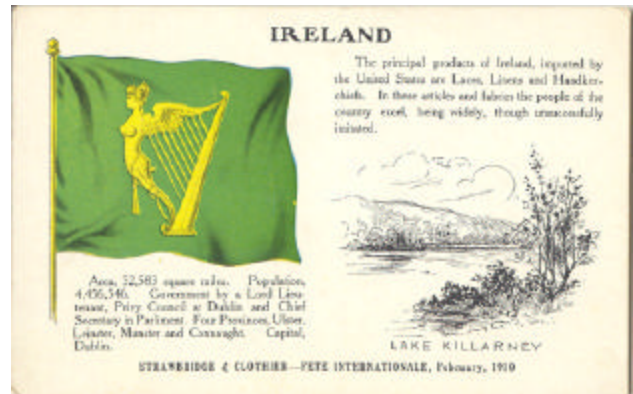 IRELAND
The principal products of Ireland, imported by
the United States are Laces, Linens and Handker-
chiefs. In these articles and fabrics the people of the
country excel, being widely, though unsuccessfully
imitated.
Area, 32,583 square miles. Population,
4,456,546. Government by a Lord Lieu-
tenant, Privy Council at Dublin and Chief
Secretary in Parliment. Four Provinces, Ulster,
Leinster, Munster and Connaught. Capital,
Dublin.
LAKE KILLARNEY
STRAWBRIDGE & CLOTHIER—FETE INTERNATIONALE, February, 1910